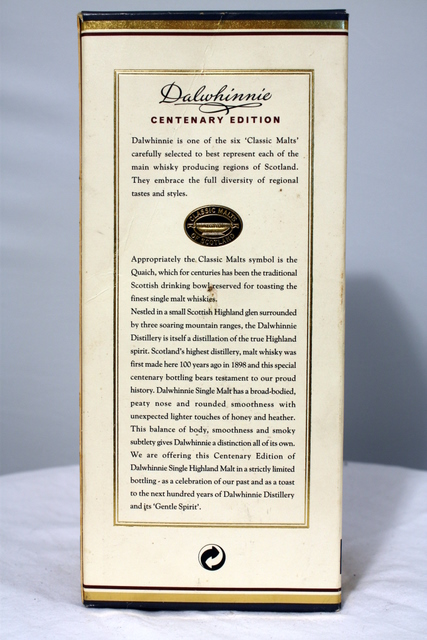 Dalwhinnie
CENTENARY EDITION
Dalwhinnie is one of the six 'Classic Malts'
carefully selected to best represent each of the
main whisky producing regions of Scotland.
They embrace the full diversity of regional
tastes and styles.
CLASSIC MALTS
OF SCOTLAND
Appropriately the Classic Malts symbol is the
Quaich, which for centuries has been the traditional
Scottish drinking bowl reserved for toasting the
finest single malt whiskies.
Nestled in a small Scottish Highland glen surrounded
by three soaring mountain ranges, the Dalwhinnie
Distillery is itself a distillation of the true Highland
spirit. Scotland's highest distillery, malt whisky was
first made here 100 years ago in 1898 and this special
centenary bottling bears testament to our proud
history. Dalwhinnie Single Malt has a broad-bodied,
peaty nose and rounded smoothness with
unexpected lighter touches of honey and heather.
This balance of body, smoothness and smoky
subtlety gives Dalwhinnie a distinction all of its own.
We are offering this Centenary Edition of
Dalwhinnie Single Highland Malt in a strictly limited
bottling - as a celebration of our past and as a toast
to the next hundred years of Dalwhinnie Distillery
and its 'Gentle Spirit'.